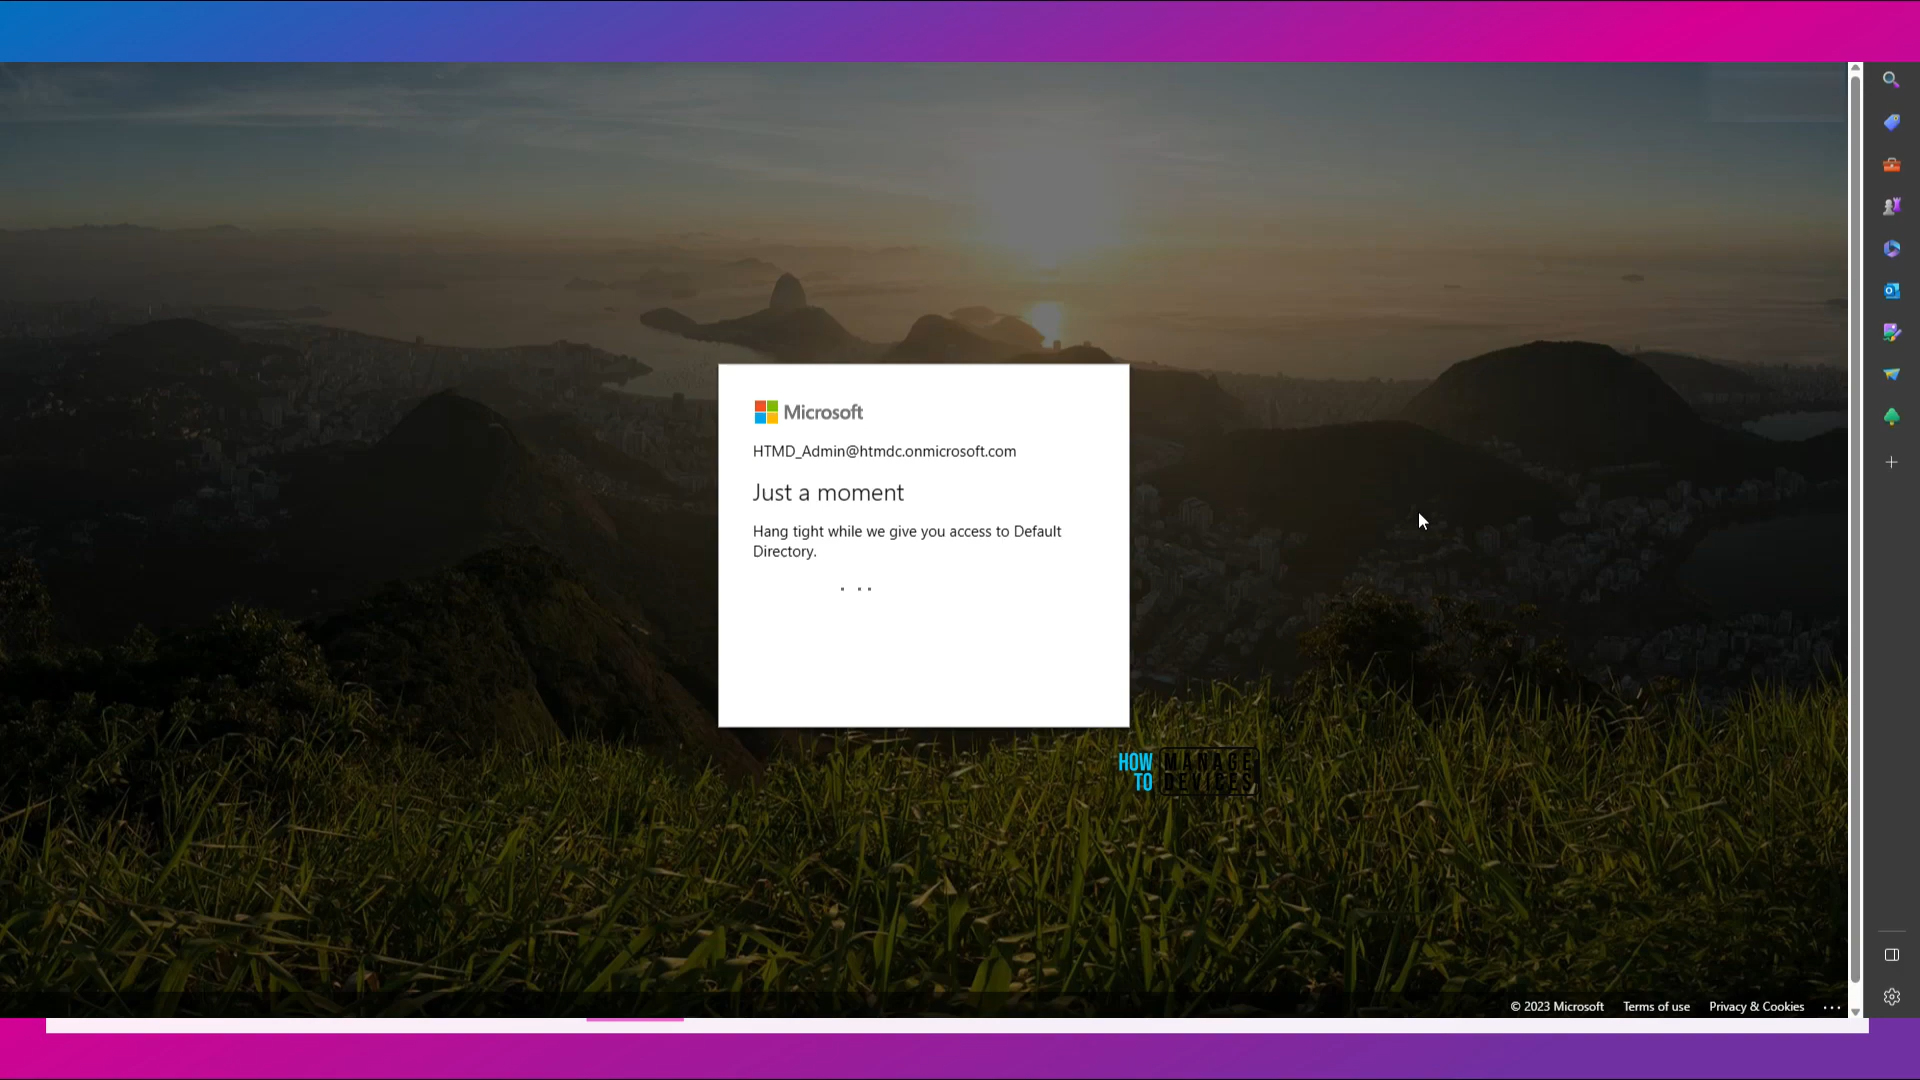 Microsoft
HTMD_Admin@htmdc.onmicrosoft.com
Just a moment
Hang tight while we give you access to Default
Directory.
HOW
TO
MANAGE
DEVICES
© 2023 Microsoft
Terms of use
Privacy & Cookies